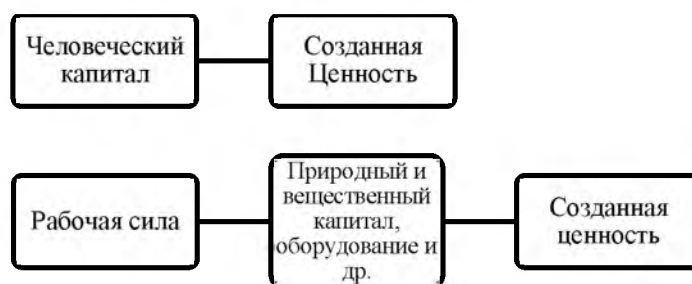 Человеческий
капитал
Созданная
Ценность
Рабочая сила
Природный и
вещественный
капитал,
оборудование и
др.
Созданная
ценность